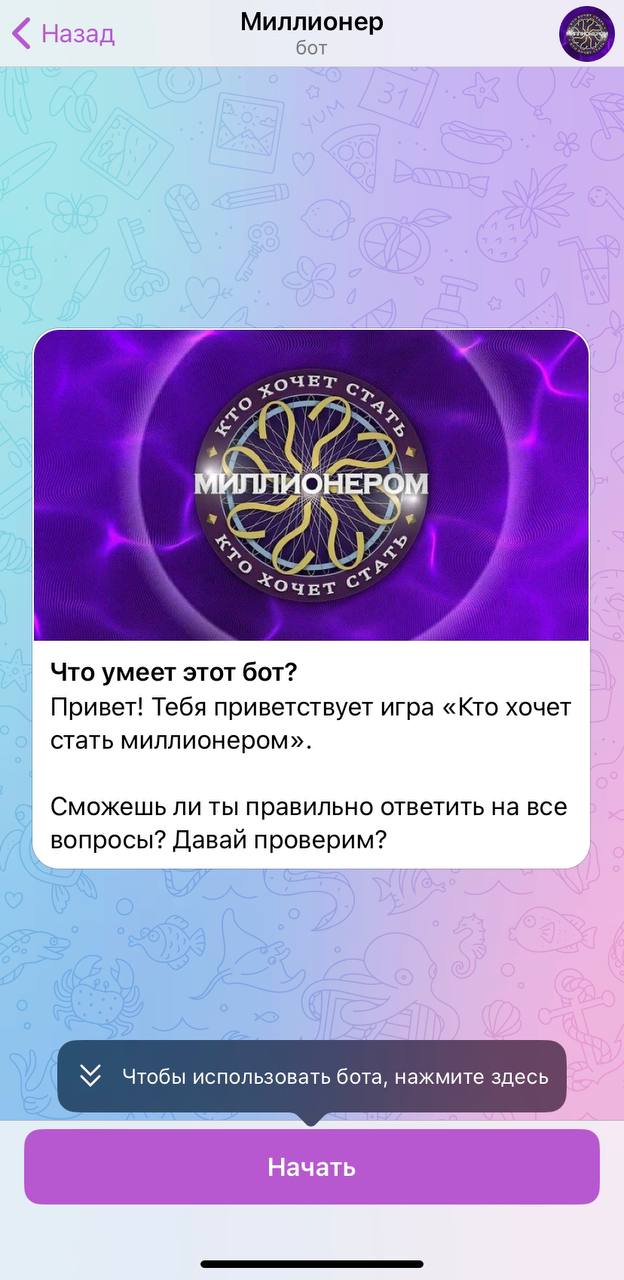 Назад
Миллионер
бот
31
YUM
КТО ХОЧЕТ СТАТЬ
МИЛЛИОНЕРОМ
КТО ХОЧЕТ СТАТЬ
Что умеет этот бот?
Привет! Тебя приветствует игра «Кто хочет
стать миллионером».
Сможешь ли ты правильно ответить на все
вопросы? Давай проверим?
Чтобы использовать бота, нажмите здесь
Начать